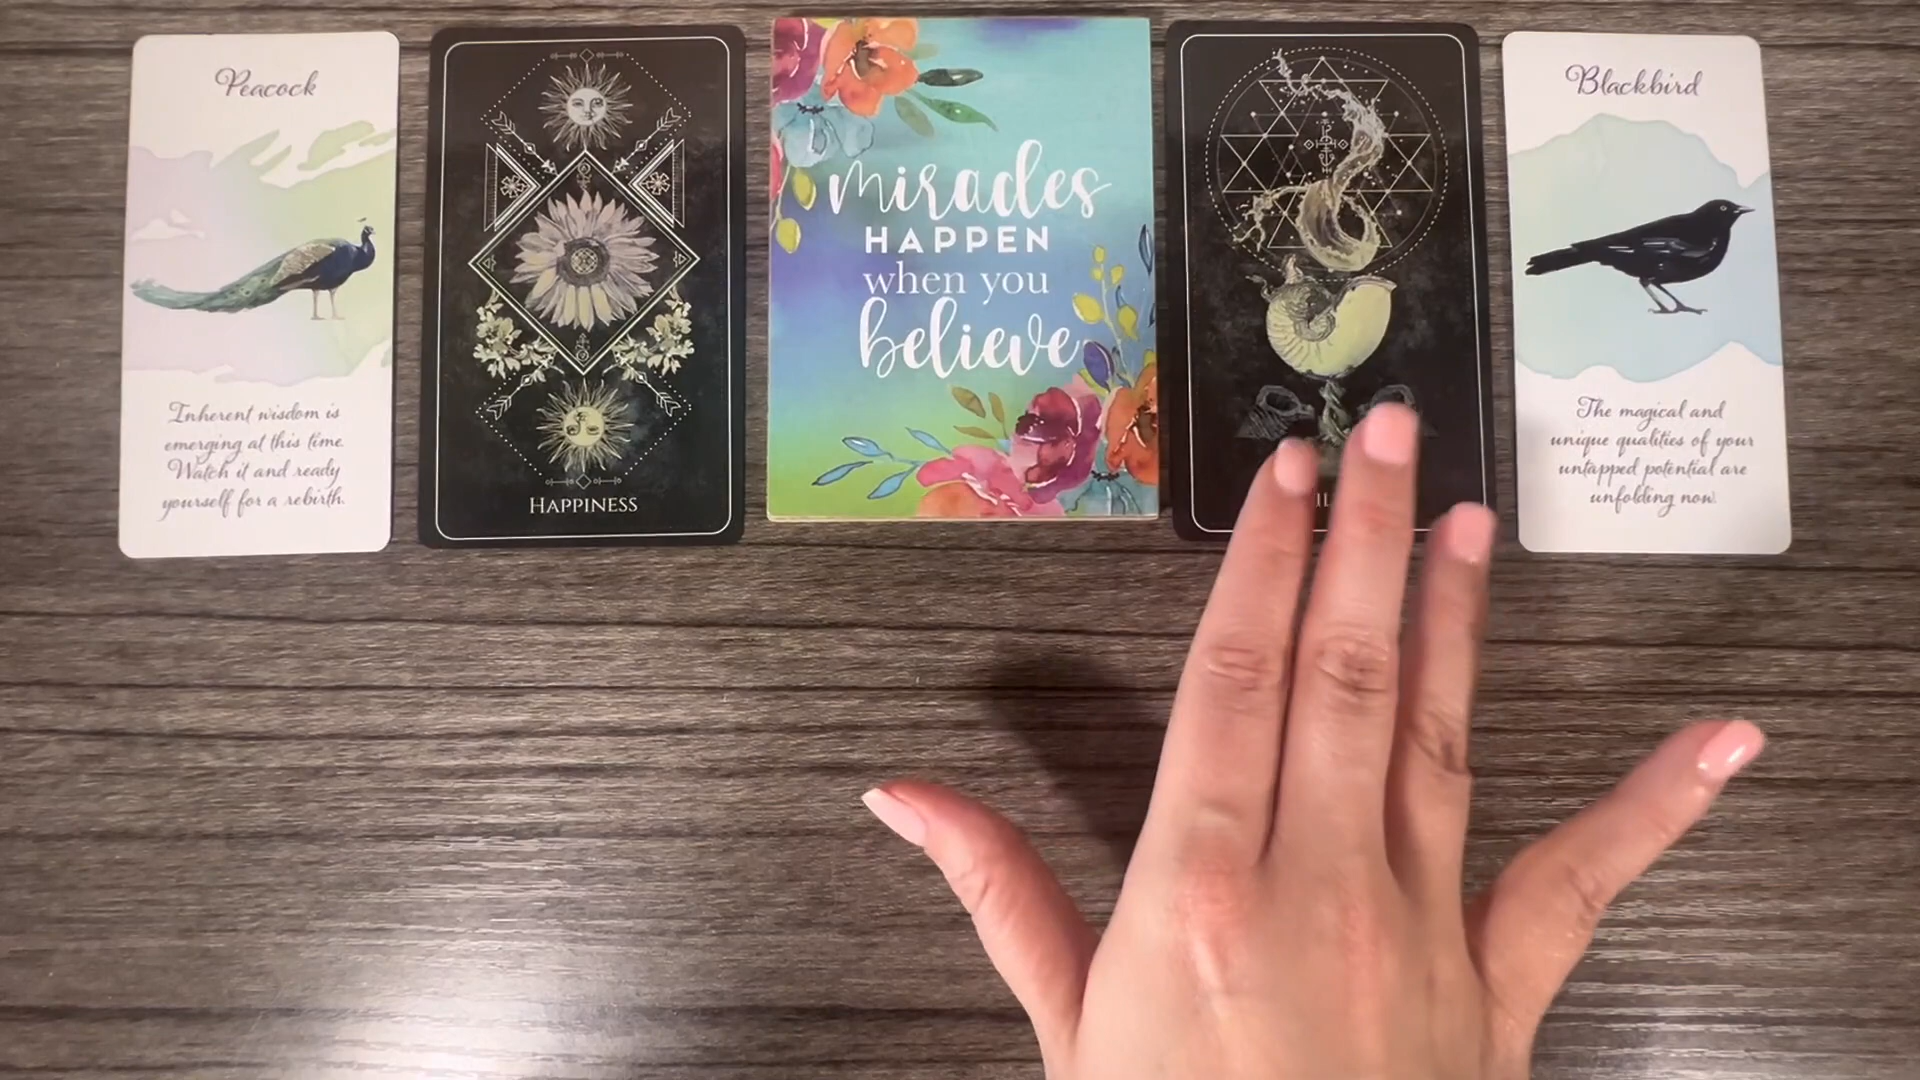 Peacock
Inherent wisdom is
emerging at this time.
Watch it and ready
yourself for a rebirth.
HAPPINESS
miracles
HAPPEN
when you
believe
Blackbird
The magical and
unique qualities of your
untapped potential are
unfolding now.